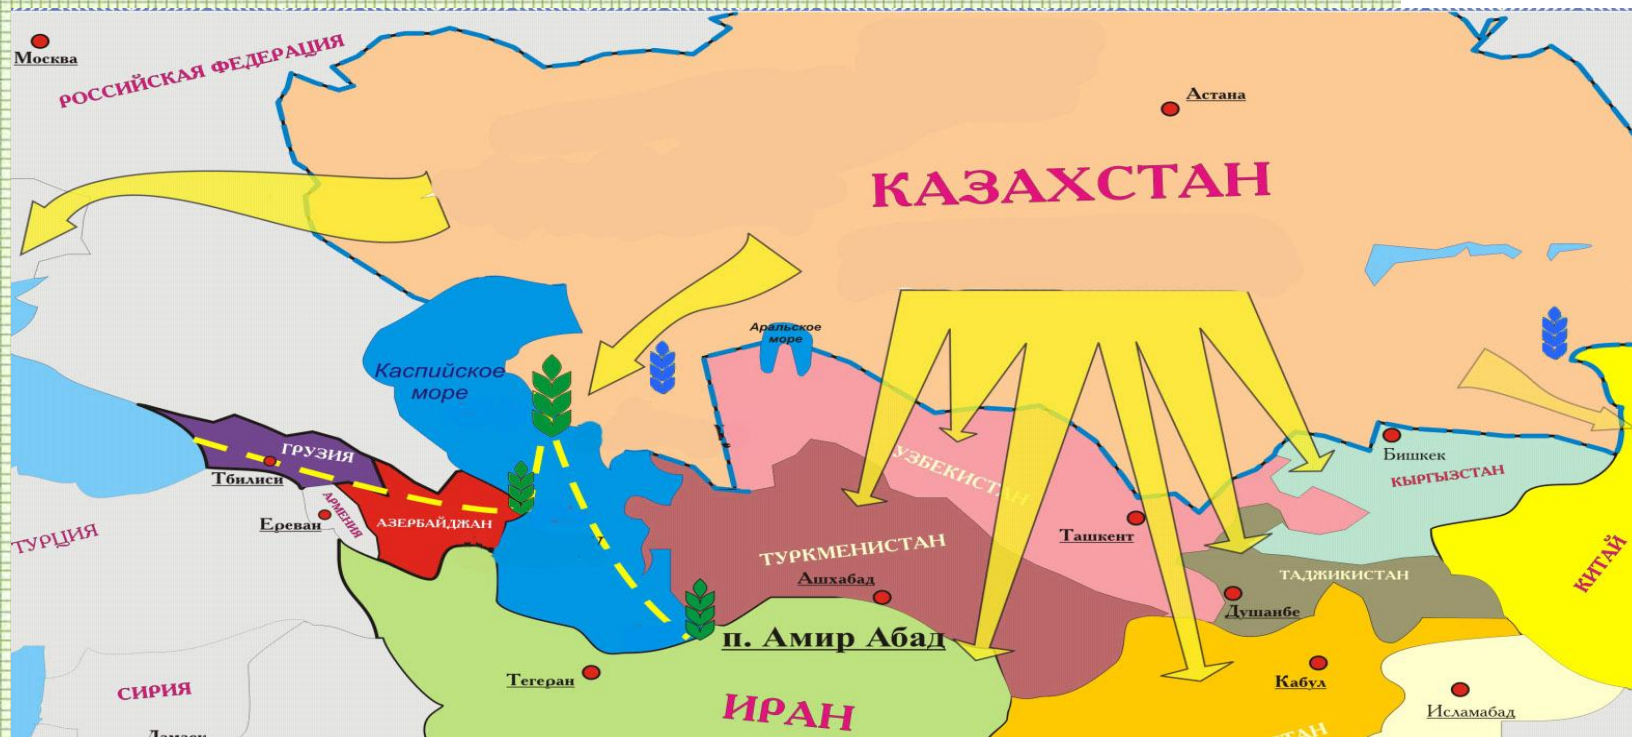 Москва
РОССИЙСКАЯ ФЕДЕРАЦИЯ
Астана
КАЗАХСТАН
Аральское
море
Каспийское
море
ГРУЗИЯ
Тбилиси
АРМЕНИЯ
Ереван
АЗЕРБАЙДЖАН
ТУРЦИЯ
УЗБЕКИСТАН
Ташкент
Бишкек
КЫРГЫЗСТАН
ТУРКМЕНИСТАН
Ашхабад
ТАДЖИКИСТАН
Душанбе
КИТАЙ
п. Амир Абад
Тегеран
ИРАН
Кабул
Исламабад
СИРИЯ